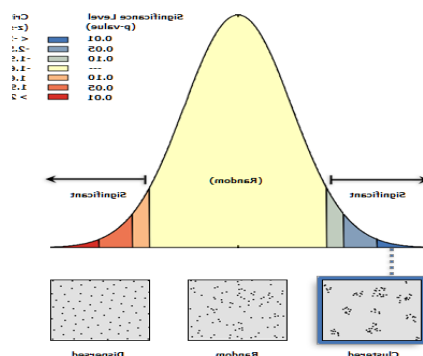 Significance Level
(p-value)
0.01
0.05
0.10
---
0.10
0.05
0.01
(Random)
Significant
Significant
Clustered
Random
Dispersed